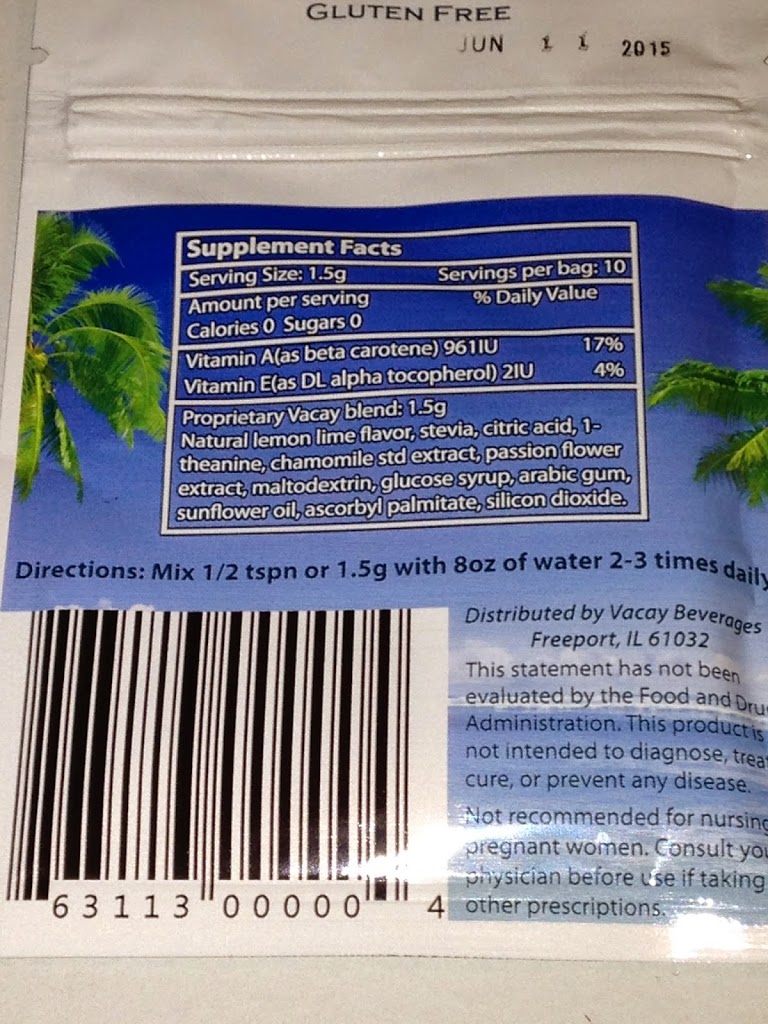 GLUTEN FREE
JUN 11 2015
Supplement Facts
Serving Size: 1.5g Servings per bag: 10
Amount per serving % Daily Value
Calories 0 Sugars 0
Vitamin A(as beta carotene) 961IU 17%
Vitamin E(as DL alpha tocopherol) 2IU 4%
Proprietary Vacay blend: 1.5g
Natural lemon lime flavor, stevia, citric acid, 1-
theanine, chamomile std extract, passion flower
extract, maltodextrin, glucose syrup, arabic gum,
sunflower oil, ascorbyl palmitate, silicon dioxide.
Directions: Mix 1/2 tspn or 1.5g with 8oz of water 2-3 times daily
Distributed by Vacay Beverages
Freeport, IL 61032
This statement has not been
evaluated by the Food and Dru
Administration. This product is
not intended to diagnose, trea
cure, or prevent any disease.
Not recommended for nursing
pregnant women. Consult you
physician before use if taking
other prescriptions.
63113 00000 4